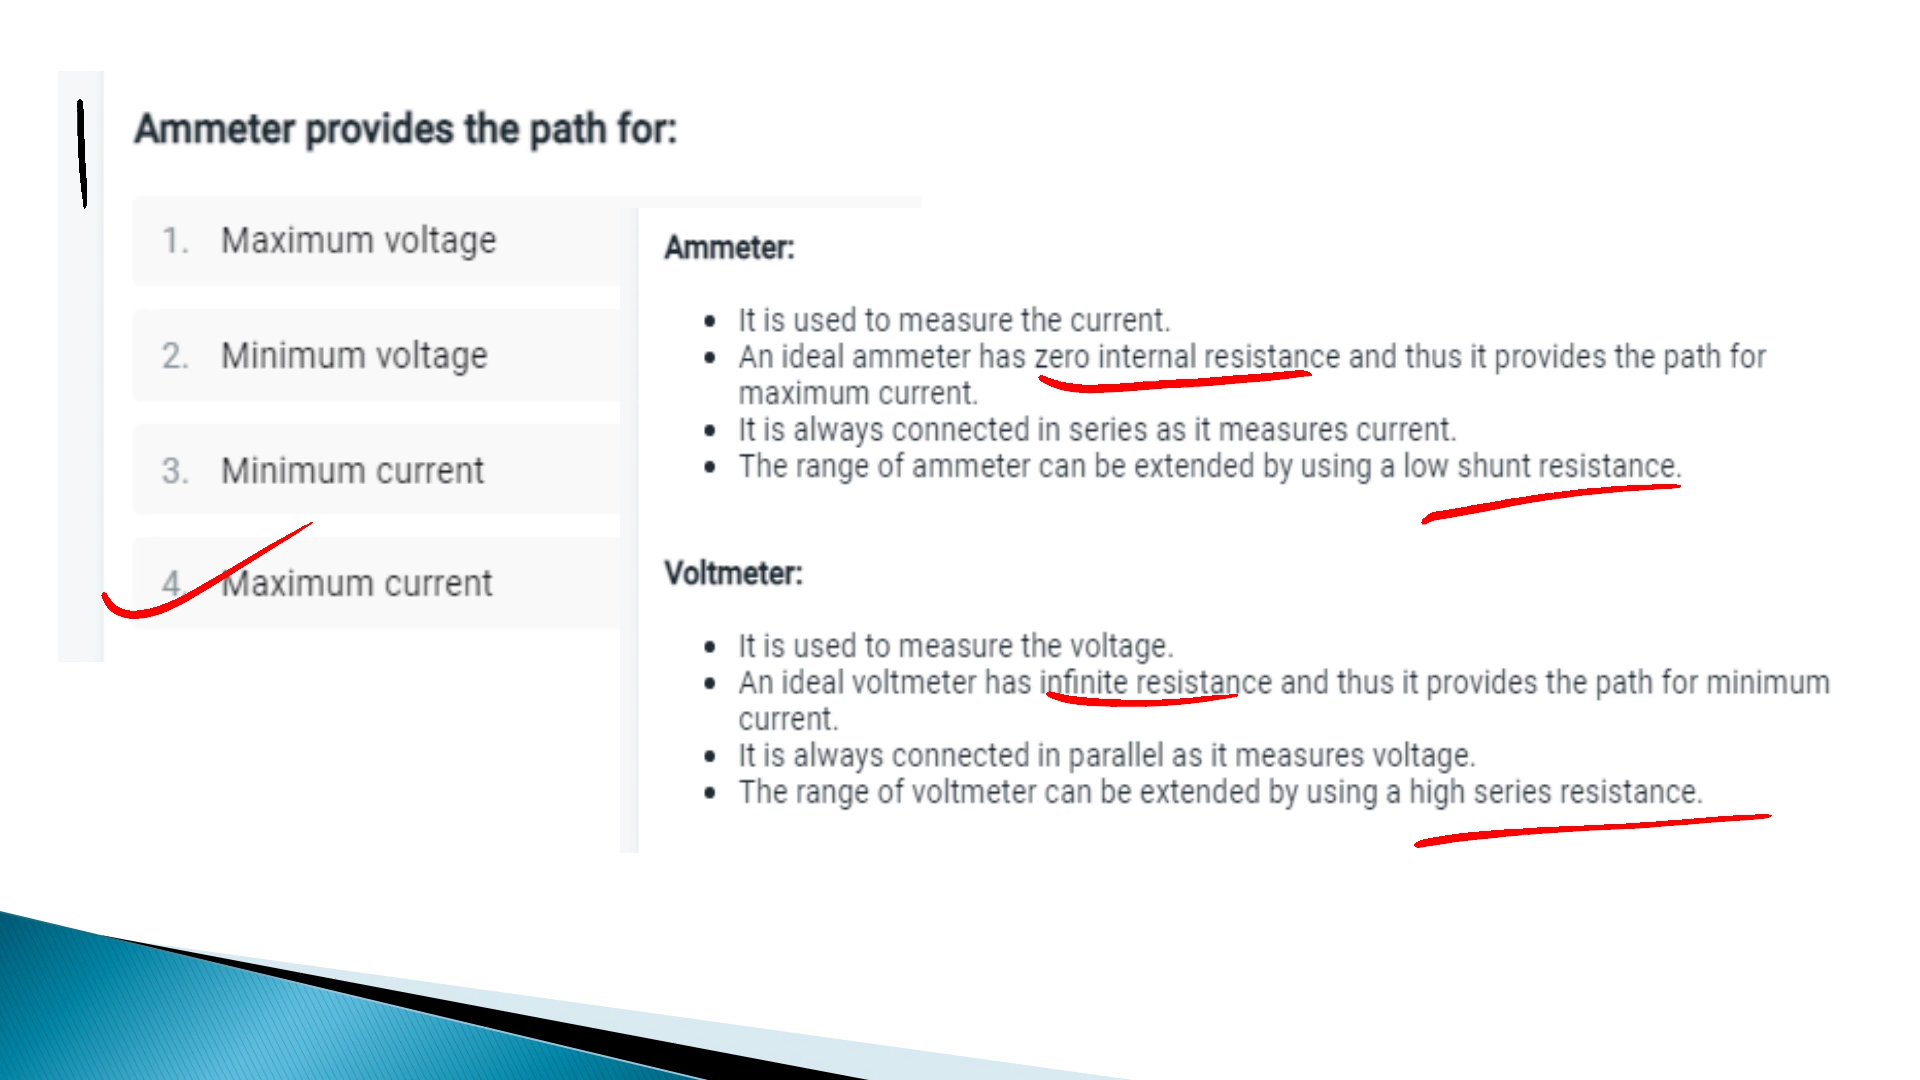 Ammeter provides the path for:
1. Maximum voltage
2. Minimum voltage
3. Minimum current
4. Maximum current
Ammeter:
• It is used to measure the current.
• An ideal ammeter has zero internal resistance and thus it provides the path for
maximum current.
• It is always connected in series as it measures current.
• The range of ammeter can be extended by using a low shunt resistance.
Voltmeter:
• It is used to measure the voltage.
• An ideal voltmeter has infinite resistance and thus it provides the path for minimum
current.
• It is always connected in parallel as it measures voltage.
• The range of voltmeter can be extended by using a high series resistance.